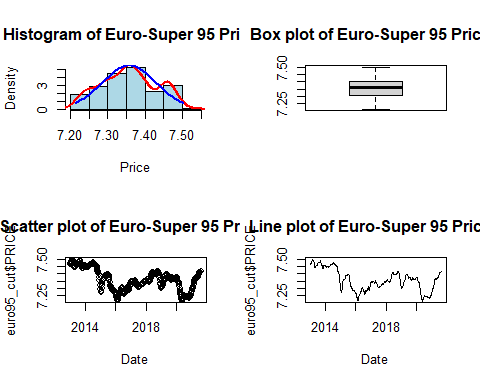 Histogram of Euro-Super 95 Pri
Density
0 3
7.20 7.30 7.40 7.50
Price
Box plot of Euro-Super 95 Pric
7.25 7.50
Scatter plot of Euro-Super 95 Pr
euro95_cut$PRICE
7.25 7.50
2014 2018
Date
Line plot of Euro-Super 95 Pric
euro95_cut$PRICE
7.25 7.50
2014 2018
Date